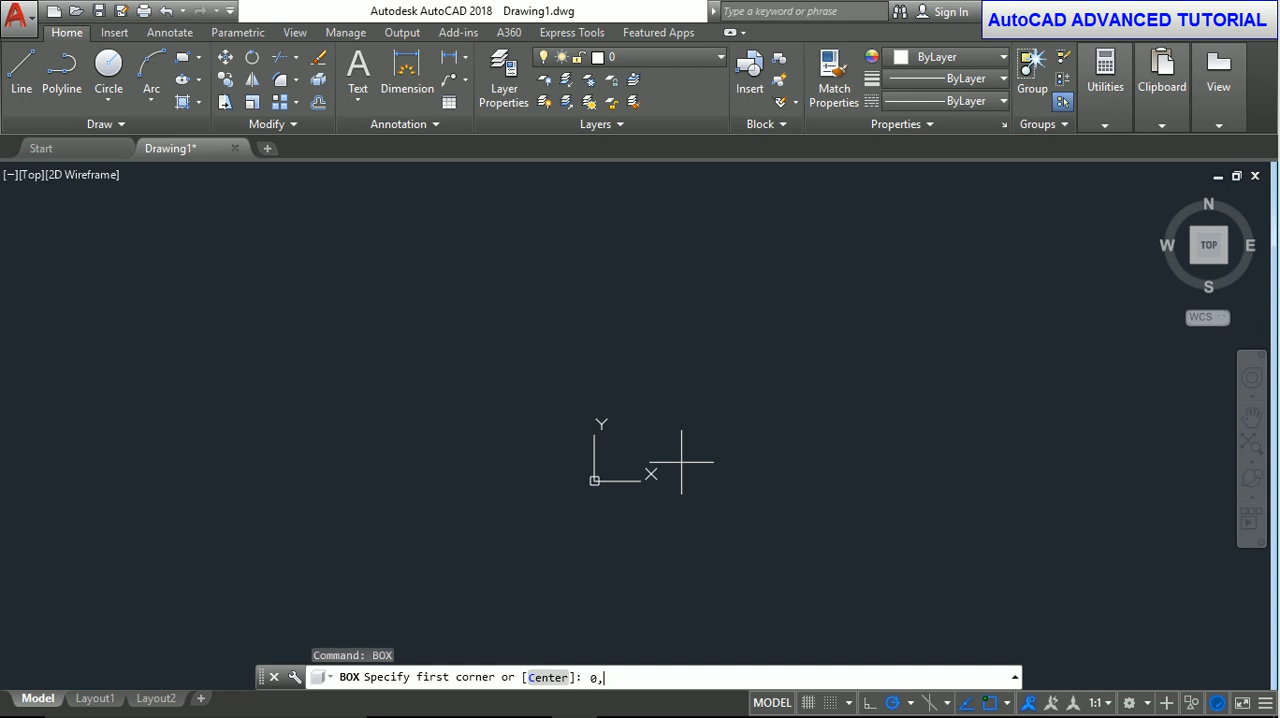 Autodesk AutoCAD 2018 Drawing1.dwg
Type a keyword or phrase
Sign In
AutoCAD ADVANCED TUTORIAL
Home Insert Annotate Parametric View Manage Output Add-ins A360 Express Tools Featured Apps
Line Polyline Circle Arc Text Dimension Layer Properties 0 Insert Match Properties ByLayer ByLayer ByLayer Group Utilities Clipboard View
Draw Modify Annotation Layers Block Properties Groups
Start Drawing1*
[−][Top][2D Wireframe]
N
W TOP E
S
WCS
Y
X
Command: BOX
BOX Specify first corner or [Center]: 0,
Model Layout1 Layout2 + MODEL 1:1